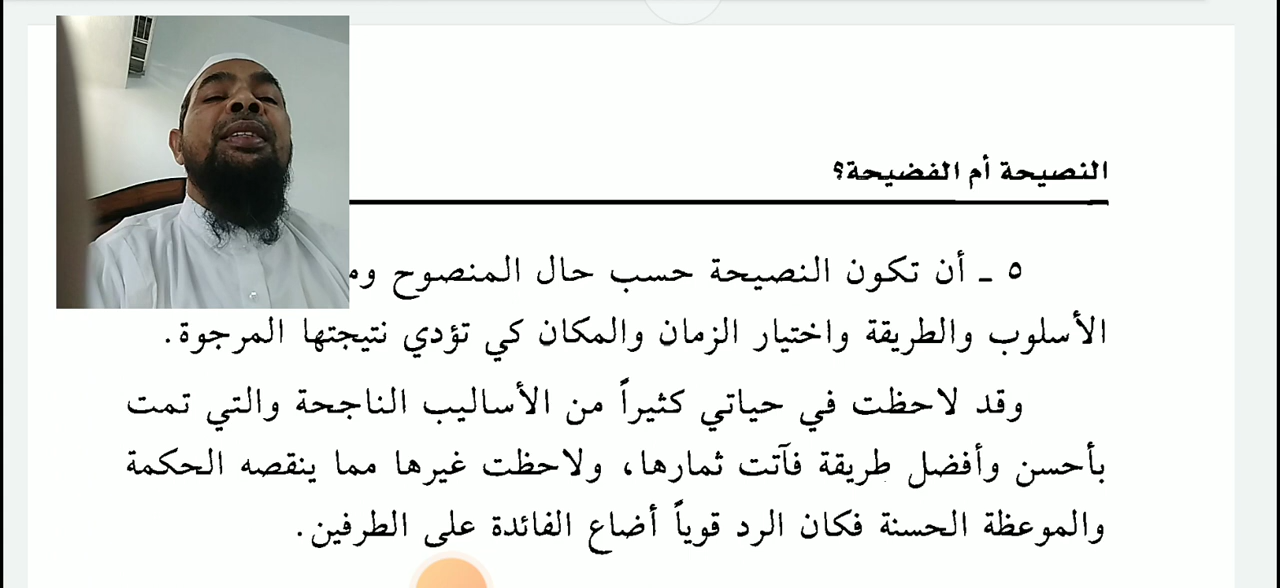 النصيحة أم الفضيحة؟
٥ ـ أن تكون النصيحة حسب حال المنصوح
الأسلوب والطريقة واختيار الزمان والمكان كي تؤدي نتيجتها المرجوة.
وقد لاحظت في حياتي كثيراً من الأساليب الناجحة والتي تمت
بأحسن وأفضل طريقة فآتت ثمارها، ولاحظت غيرها مما ينقصه الحكمة
والموعظة الحسنة فكان الرد قوياً أضاع الفائدة على الطرفين.